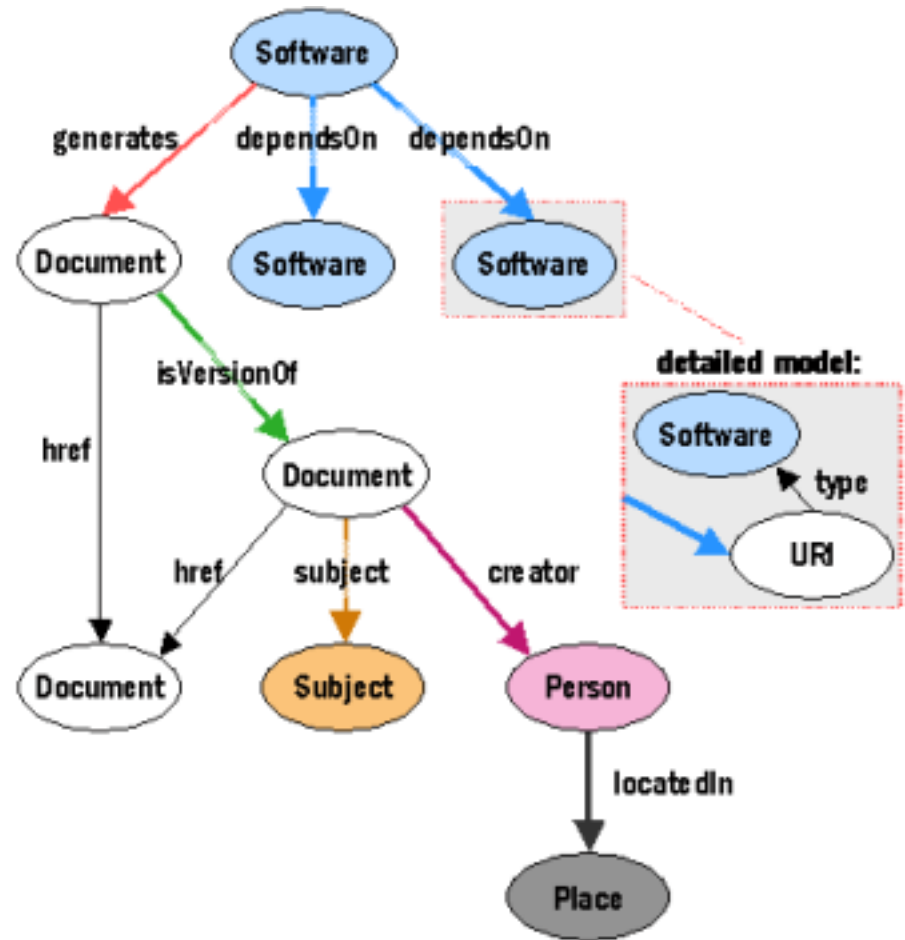 Software
generates
dependsOn
dependsOn
Document
Software
Software
isVersionOf
detailed model:
href
Software
Document
type
URI
href
subject
creator
Document
Subject
Person
locatedIn
Place